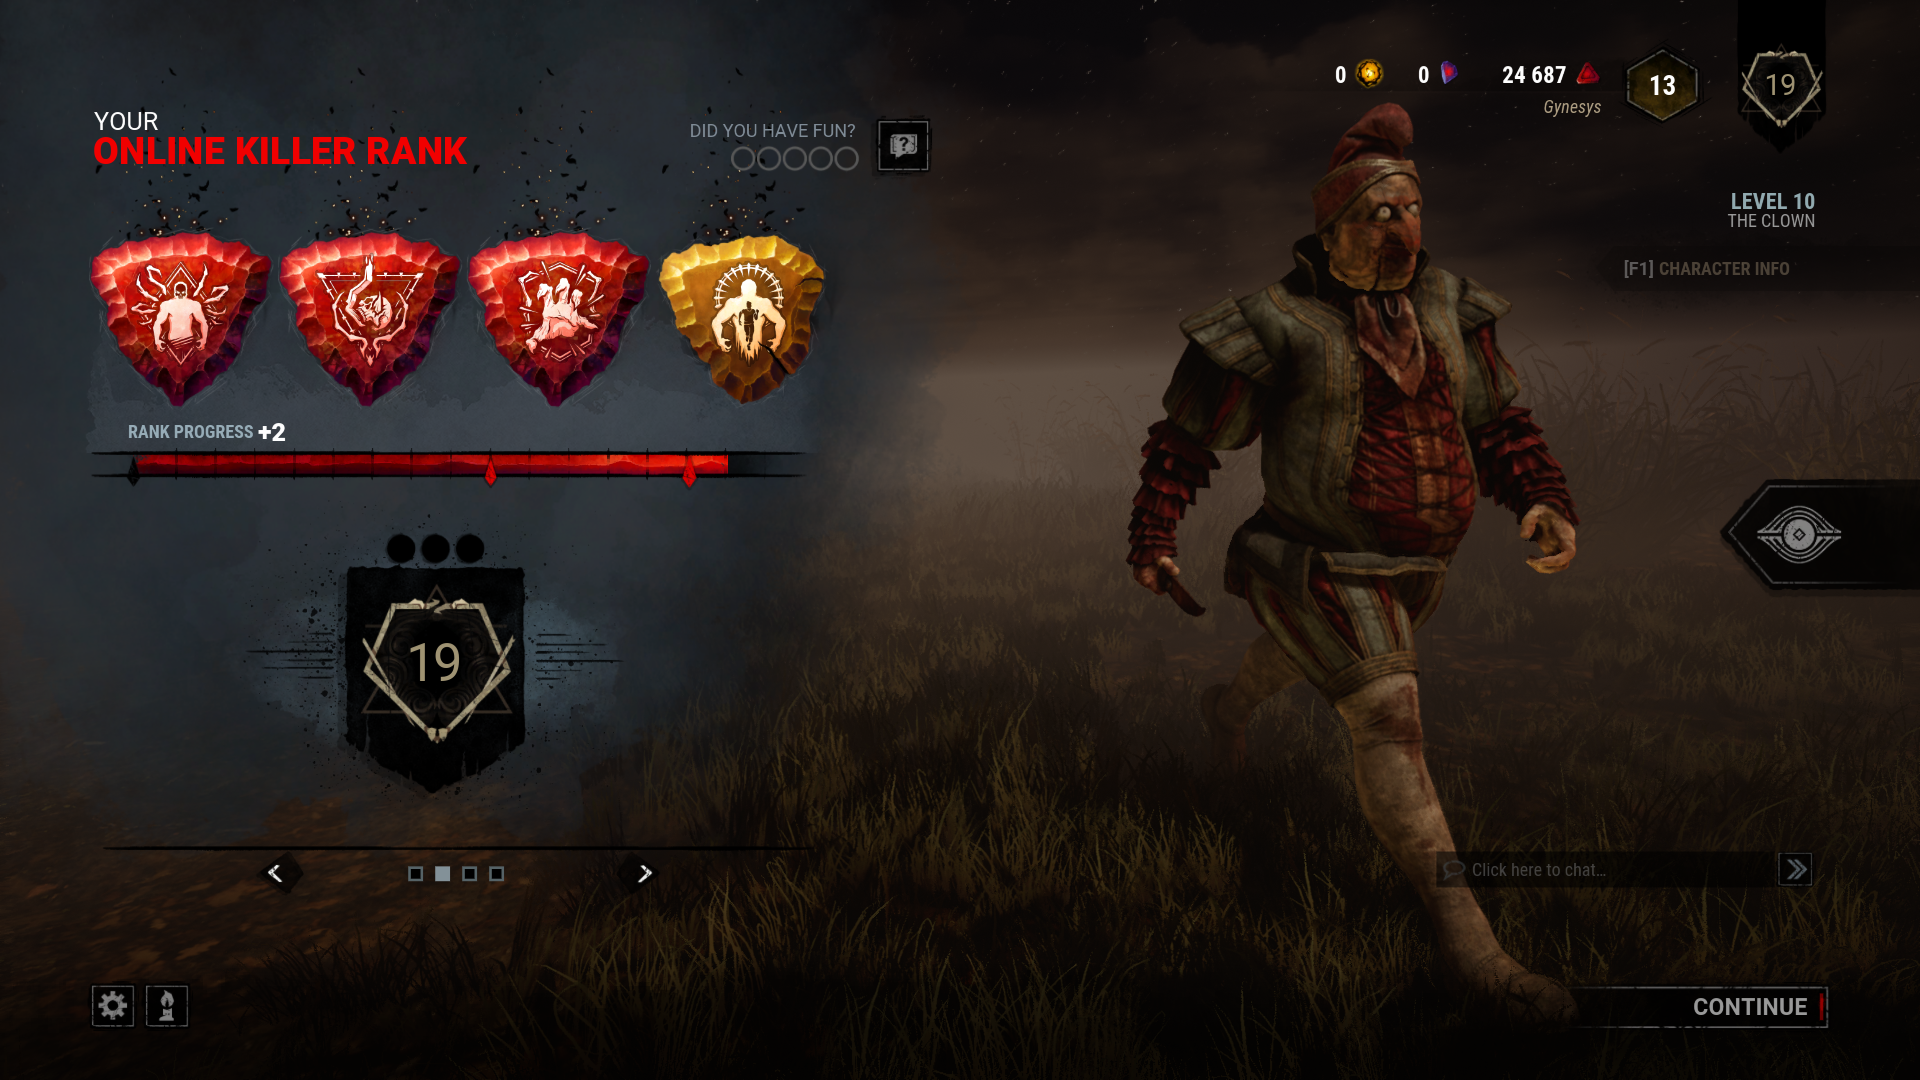 YOUR
ONLINE KILLER RANK
DID YOU HAVE FUN?
?
0
0
24 687
Gynesys
13
19
LEVEL 10
THE CLOWN
[F1] CHARACTER INFO
RANK PROGRESS +2
19
Click here to chat...
CONTINUE